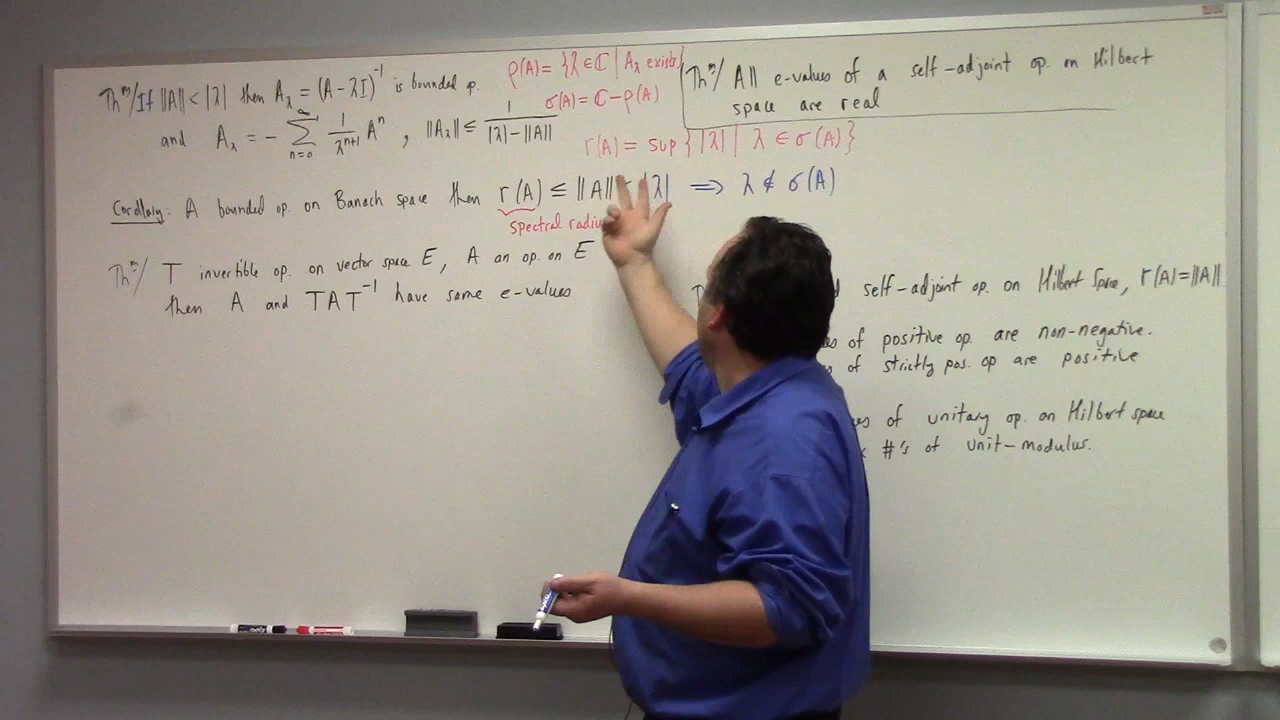 Thᵐ/ If ||A|| < |λ| then A_λ = (A - λI)⁻¹ is bounded op.
and A_λ = - ∑_{n=0}^{∞} 1/λⁿ⁺¹ Aⁿ , ||A_λ|| ≤ 1/(|λ| - ||A||)
ρ(A) = {λ ∈ ℂ | A_λ exists}
σ(A) = ℂ - ρ(A)
r(A) = sup { |λ| | λ ∈ σ(A) }
Thᵐ/ All e-values of a self-adjoint op. on Hilbert
space are real
Corollary: A bounded op. on Banach space then r(A) ≤ ||A|| < |λ| ⟹ λ ∉ σ(A)
spectral radius
Thᵐ/ T invertible op. on vector space E, A an op. on E
then A and TAT⁻¹ have same e-values
self-adjoint op. on Hilbert Space, r(A) = ||A||.
of positive op. are non-negative.
of strictly pos. op are positive
of unitary op. on Hilbert space
#'s of unit-modulus.